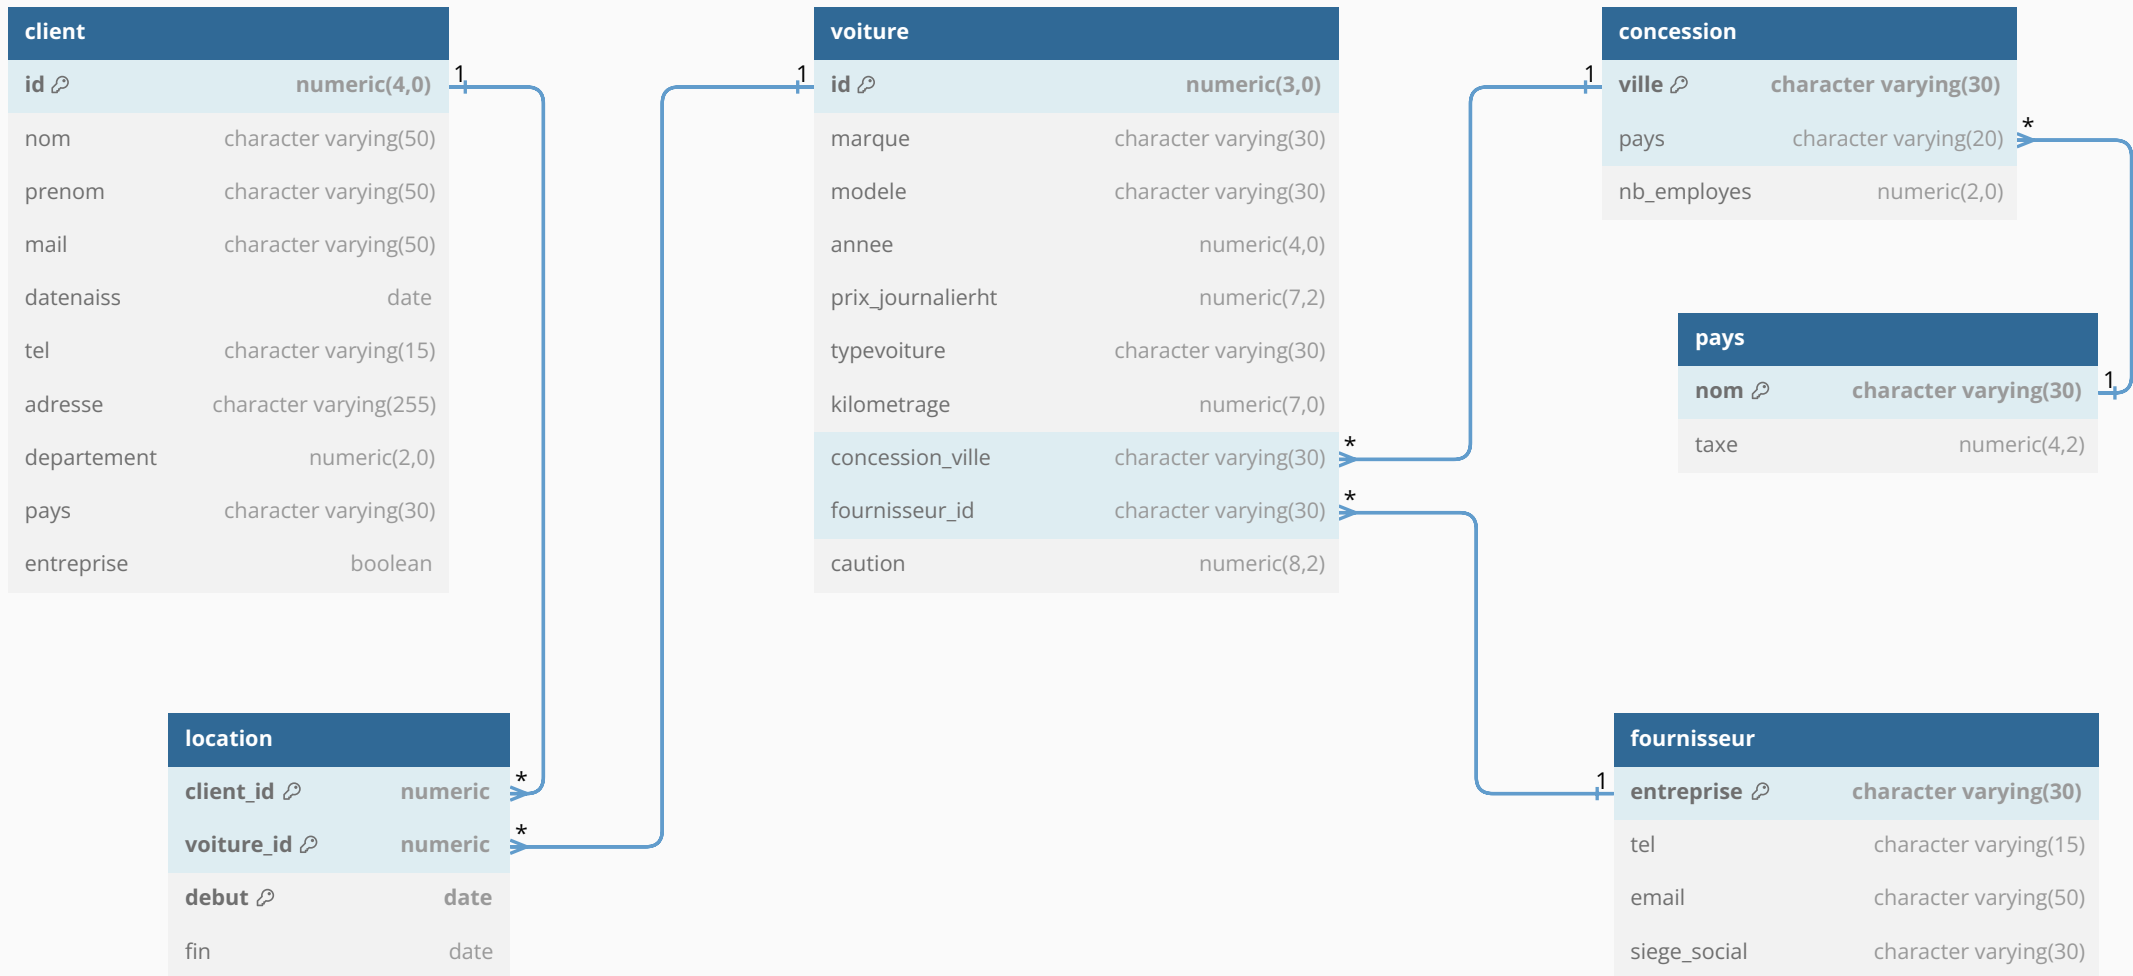 client
id numeric(4,0)
nom character varying(50)
prenom character varying(50)
mail character varying(50)
datenaiss date
tel character varying(15)
adresse character varying(255)
departement numeric(2,0)
pays character varying(30)
entreprise boolean
1
voiture
id numeric(3,0)
marque character varying(30)
modele character varying(30)
annee numeric(4,0)
prix_journalierht numeric(7,2)
typevoiture character varying(30)
kilometrage numeric(7,0)
concession_ville character varying(30)
fournisseur_id character varying(30)
caution numeric(8,2)
1
*
*
concession
ville character varying(30)
pays character varying(20)
nb_employes numeric(2,0)
1
*
pays
nom character varying(30)
taxe numeric(4,2)
1
location
client_id numeric
voiture_id numeric
debut date
fin date
*
*
fournisseur
entreprise character varying(30)
tel character varying(15)
email character varying(50)
siege_social character varying(30)
1